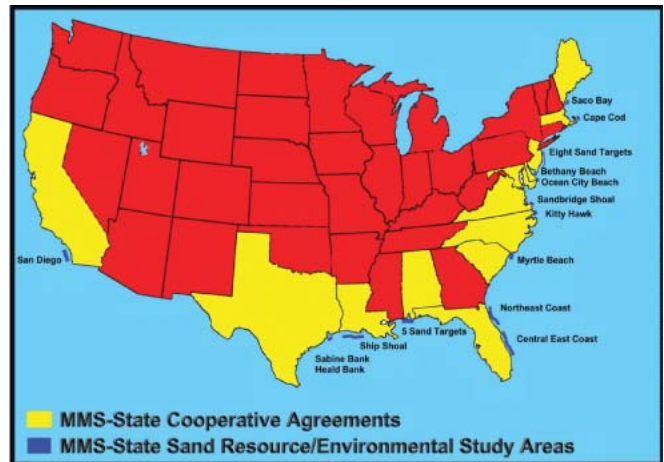 Saco Bay
Cape Cod
Eight Sand Targets
Bethany Beach
Ocean City Beach
Sandbridge Shoal
Kitty Hawk
San Diego
Myrtle Beach
Northeast Coast
5 Sand Targets
Central East Coast
Ship Shoal
Sabine Bank
Heald Bank
MMS-State Cooperative Agreements
MMS-State Sand Resource/Environmental Study Areas